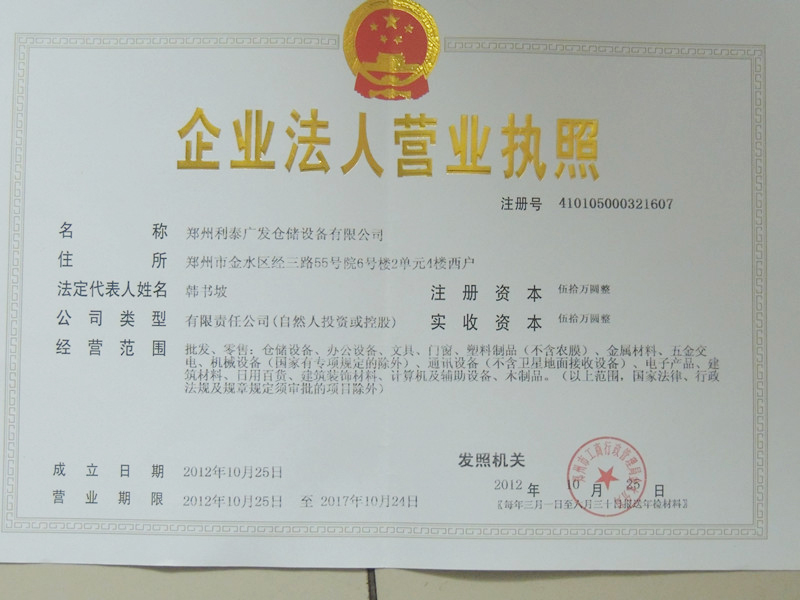 企业法人营业执照
注册号 410105000321607
名称 郑州利泰广发仓储设备有限公司
住所 郑州市金水区经三路55号院6号楼2单元4楼西户
法定代表人姓名 韩书坡 注册资本 伍拾万圆整
公司类型 有限责任公司(自然人投资或控股) 实收资本 伍拾万圆整
经营范围 批发、零售：仓储设备、办公设备、文具、门窗、塑料制品（不含农膜）、金属材料、五金交
电、机械设备（国家有专项规定的除外）、通讯设备（不含卫星地面接收设备）、电子产品、建
筑材料、日用百货、建筑装饰材料、计算机及辅助设备、木制品。（以上范围，国家法律、行政
法规及规章规定须审批的项目除外）
成立日期 2012年10月25日
发照机关
营业期限 2012年10月25日 至 2017年10月24日
2012 年 10 月 25 日
《每年三月一日至六月三十日报送年检材料》